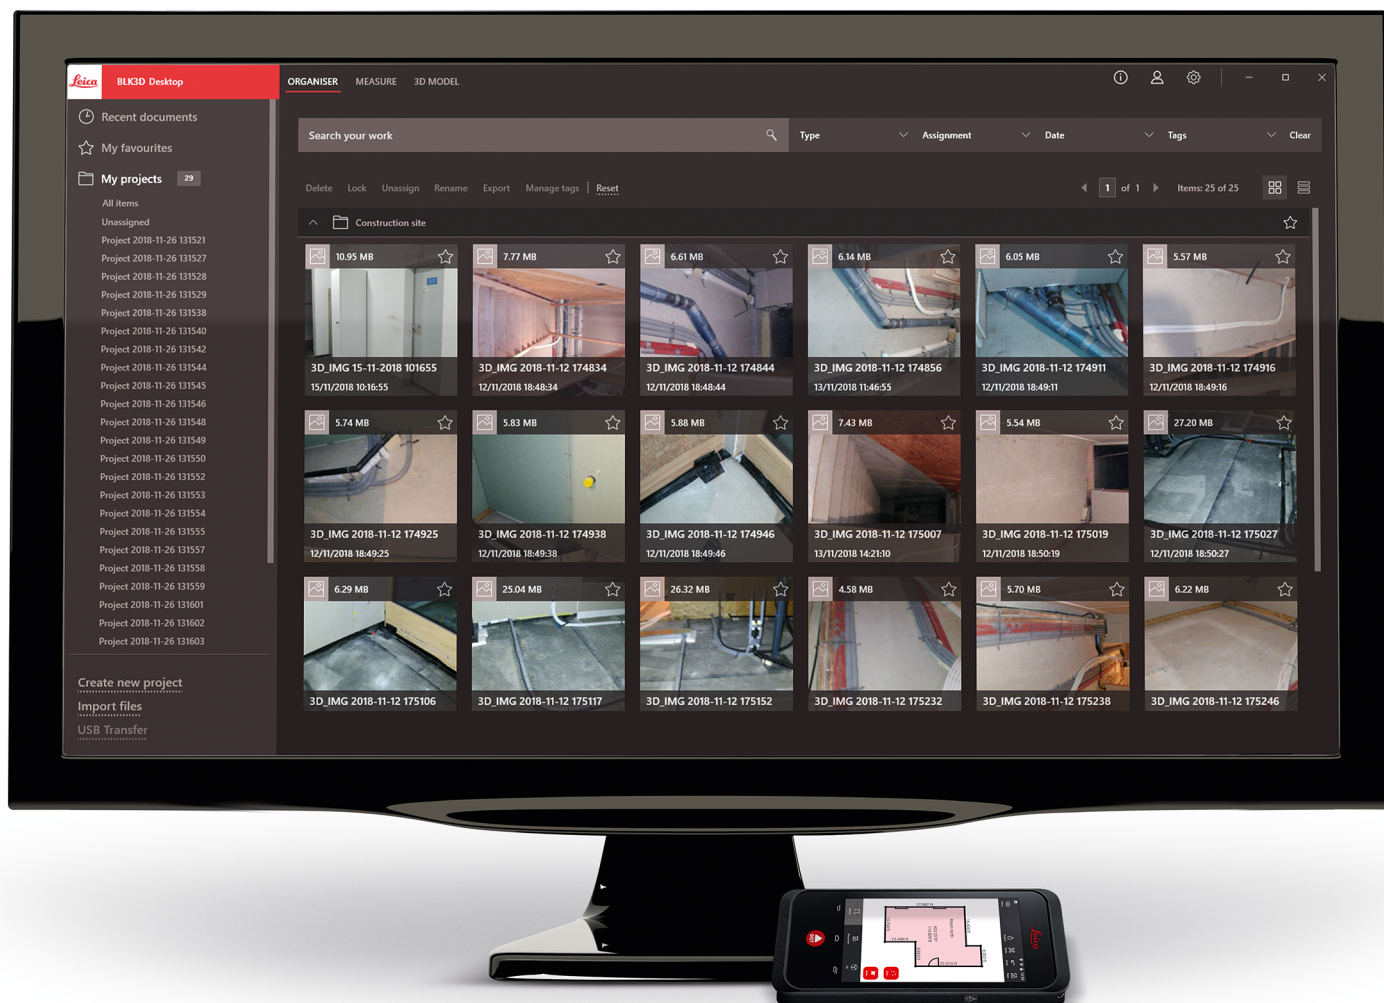 Leica BLK3D Desktop
ORGANISER MEASURE 3D MODEL
Recent documents
My favourites
My projects 29
All items
Unassigned
Project 2018-11-26 131521
Project 2018-11-26 131527
Project 2018-11-26 131528
Project 2018-11-26 131529
Project 2018-11-26 131538
Project 2018-11-26 131540
Project 2018-11-26 131542
Project 2018-11-26 131544
Project 2018-11-26 131545
Project 2018-11-26 131546
Project 2018-11-26 131548
Project 2018-11-26 131549
Project 2018-11-26 131550
Project 2018-11-26 131552
Project 2018-11-26 131553
Project 2018-11-26 131554
Project 2018-11-26 131555
Project 2018-11-26 131557
Project 2018-11-26 131558
Project 2018-11-26 131559
Project 2018-11-26 131601
Project 2018-11-26 131602
Project 2018-11-26 131603
Create new project
Import files
USB Transfer
Search your work Type Assignment Date Tags Clear
Delete Lock Unassign Rename Export Manage tags Reset 1 of 1 Items: 25 of 25
Construction site
10.95 MB 7.77 MB 6.61 MB 6.14 MB 6.05 MB 5.57 MB
3D_IMG 15-11-2018 101655 3D_IMG 2018-11-12 174834 3D_IMG 2018-11-12 174844 3D_IMG 2018-11-12 174856 3D_IMG 2018-11-12 174911 3D_IMG 2018-11-12 174916
15/11/2018 10:16:55 12/11/2018 18:48:34 12/11/2018 18:48:44 13/11/2018 11:46:55 12/11/2018 18:49:11 12/11/2018 18:49:16
5.74 MB 5.83 MB 5.88 MB 7.43 MB 5.54 MB 27.20 MB
3D_IMG 2018-11-12 174925 3D_IMG 2018-11-12 174938 3D_IMG 2018-11-12 174946 3D_IMG 2018-11-12 175007 3D_IMG 2018-11-12 175019 3D_IMG 2018-11-12 175027
12/11/2018 18:49:25 12/11/2018 18:49:38 12/11/2018 18:49:46 13/11/2018 14:21:10 12/11/2018 18:50:19 12/11/2018 18:50:27
6.29 MB 25.04 MB 26.32 MB 4.58 MB 5.70 MB 6.22 MB
3D_IMG 2018-11-12 175106 3D_IMG 2018-11-12 175117 3D_IMG 2018-11-12 175152 3D_IMG 2018-11-12 175232 3D_IMG 2018-11-12 175238 3D_IMG 2018-11-12 175246
Leica